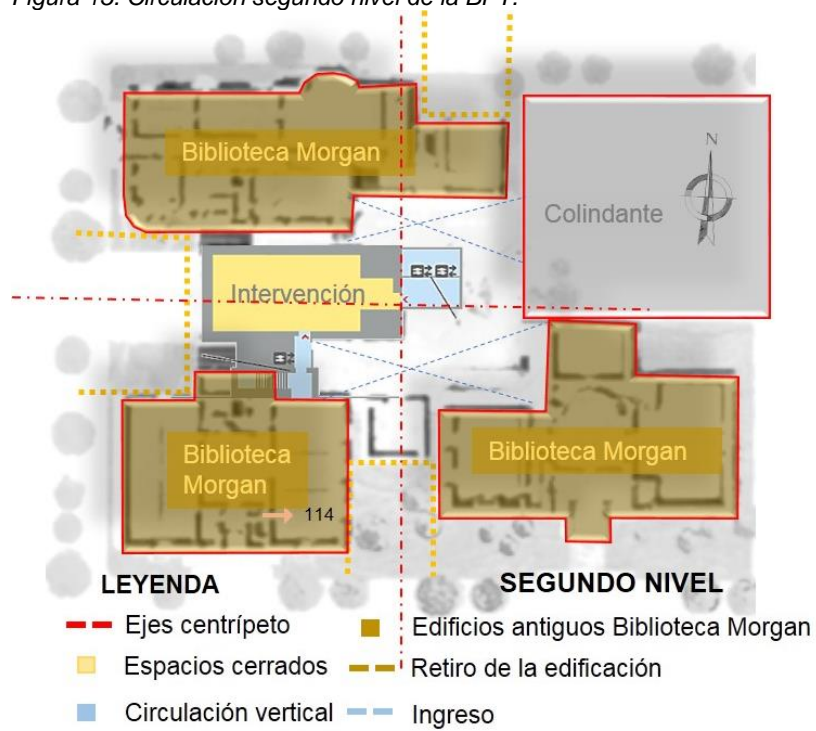 Figura 13. Circulación segundo nivel de la BPT.
Biblioteca Morgan
N
Colindante
Intervención
Biblioteca Morgan
Biblioteca
Morgan
114
LEYENDA
SEGUNDO NIVEL
Ejes centrípeto
Edificios antiguos Biblioteca Morgan
Espacios cerrados
Retiro de la edificación
Circulación vertical
Ingreso